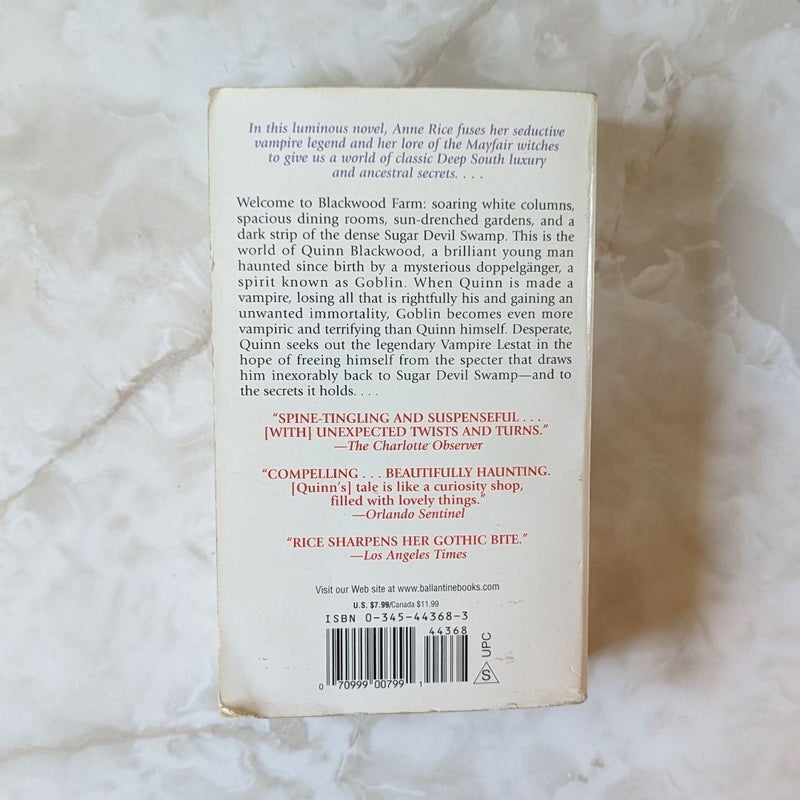 In this luminous novel, Anne Rice fuses her seductive
vampire legend and her lore of the Mayfair witches
to give us a world of classic Deep South luxury
and ancestral secrets. . . .
Welcome to Blackwood Farm: soaring white columns,
spacious dining rooms, sun-drenched gardens, and a
dark strip of the dense Sugar Devil Swamp. This is the
world of Quinn Blackwood, a brilliant young man
haunted since birth by a mysterious doppelgänger, a
spirit known as Goblin. When Quinn is made a
vampire, losing all that is rightfully his and gaining an
unwanted immortality, Goblin becomes even more
vampiric and terrifying than Quinn himself. Desperate,
Quinn seeks out the legendary Vampire Lestat in the
hope of freeing himself from the specter that draws
him inexorably back to Sugar Devil Swamp—and to
the secrets it holds. . . .
“SPINE-TINGLING AND SUSPENSEFUL . . .
[WITH] UNEXPECTED TWISTS AND TURNS.”
—The Charlotte Observer
“COMPELLING . . . BEAUTIFULLY HAUNTING.
[Quinn's] tale is like a curiosity shop,
filled with lovely things.”
—Orlando Sentinel
“RICE SHARPENS HER GOTHIC BITE.”
—Los Angeles Times
Visit our Web site at www.ballantinebooks.com
U.S. $7.99/Canada $11.99
ISBN 0-345-44368-3
44368
0 70999 00799 1
S UPC